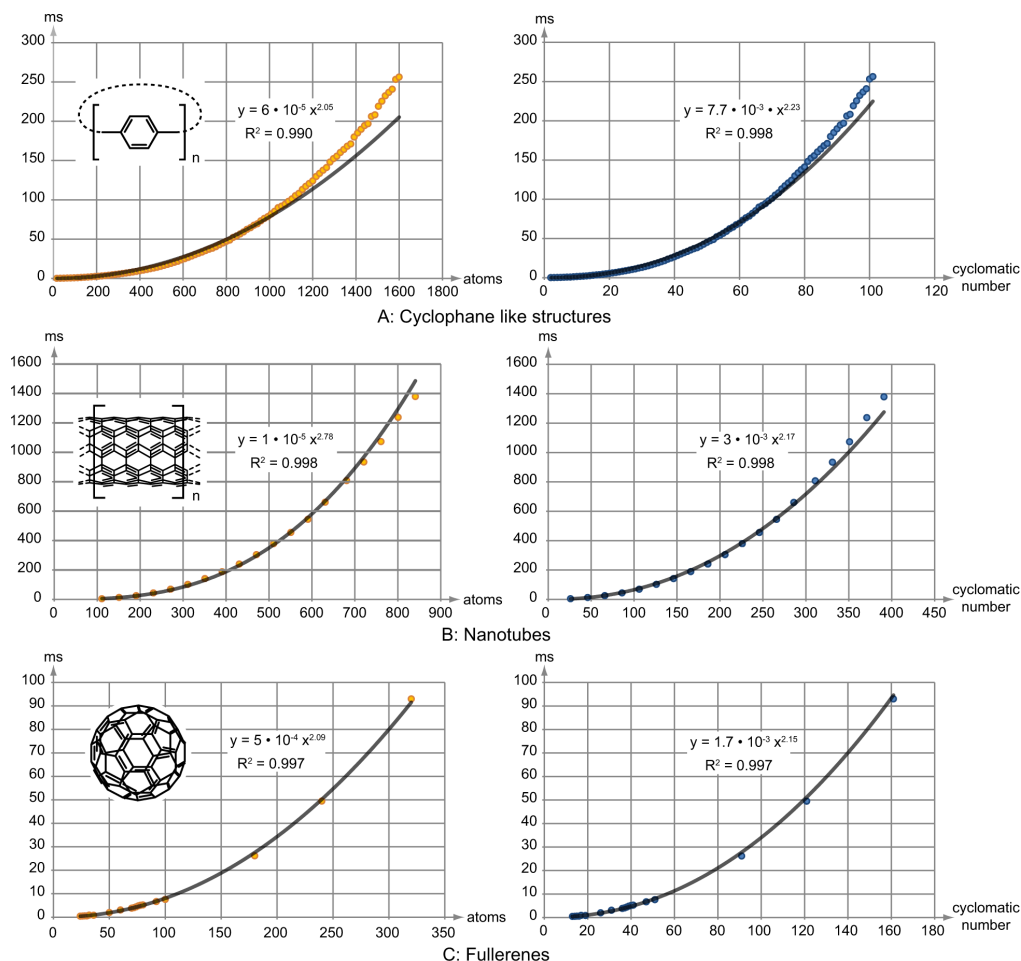 ms
300
250
200
150
100
50
0
y = 6 • 10-5 x2.05
R2 = 0.990
n
200 400 600 800 1000 1200 1400 1600 1800
atoms
ms
300
250
200
150
100
50
0
y = 7.7 • 10-3 • x2.23
R2 = 0.998
0 20 40 60 80 100 120
cyclomatic
number
A: Cyclophane like structures
ms
1600
1400
1200
1000
800
600
400
200
0
y = 1 • 10-5 x2.78
R2 = 0.998
n
0 100 200 300 400 500 600 700 800 900
atoms
ms
1600
1400
1200
1000
800
600
400
200
0
y = 3 • 10-3 x2.17
R2 = 0.998
0 50 100 150 200 250 300 350 400 450
cyclomatic
number
B: Nanotubes
ms
100
90
80
70
60
50
40
30
20
10
0
y = 5 • 10-4 x2.09
R2 = 0.997
0 50 100 150 200 250 300 350
atoms
ms
100
90
80
70
60
50
40
30
20
10
0
y = 1.7 • 10-3 x2.15
R2 = 0.997
0 20 40 60 80 100 120 140 160 180
cyclomatic
number
C: Fullerenes